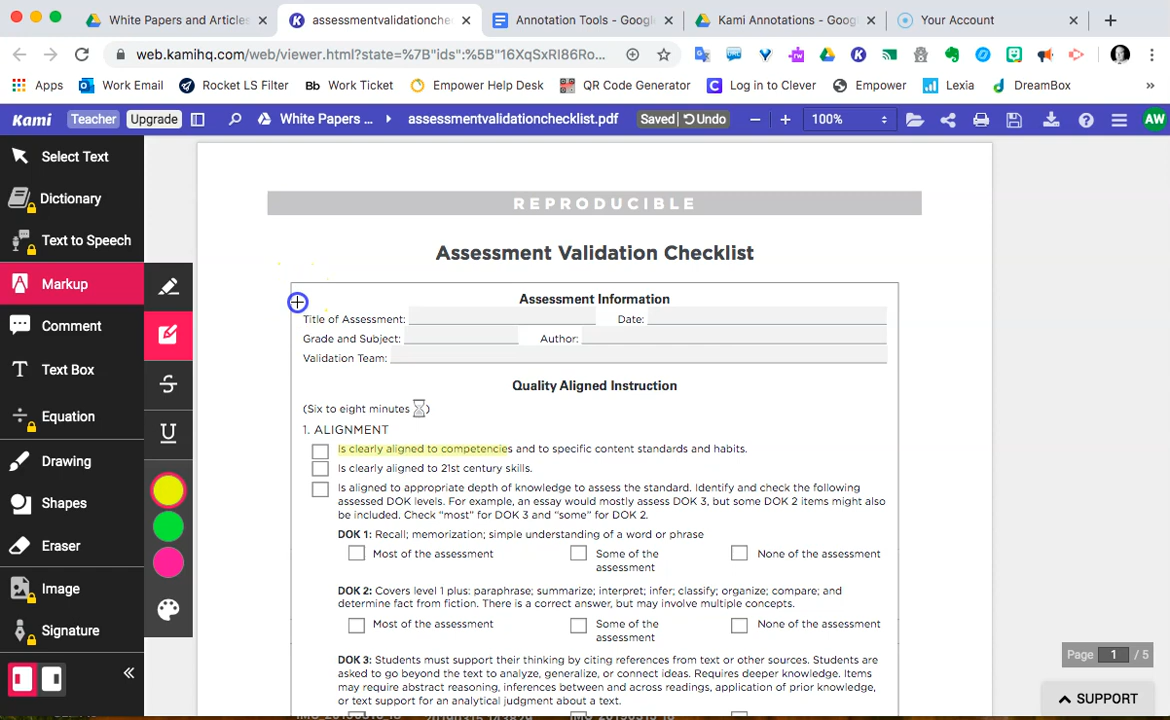 White Papers and Articles
assessmentvalidationche
Annotation Tools - Google
Kami Annotations - Goog
Your Account
web.kamihq.com/web/viewer.html?state=%7B"ids":%5B"16XqSxRI86Ro...
Apps
Work Email
Rocket LS Filter
Work Ticket
Empower Help Desk
QR Code Generator
Log in to Clever
Empower
Lexia
DreamBox
Kami
Teacher
Upgrade
White Papers ...
assessmentvalidationchecklist.pdf
Saved
Undo
100%
AW
Select Text
Dictionary
Text to Speech
Markup
Comment
Text Box
Equation
Drawing
Shapes
Eraser
Image
Signature
REPRODUCIBLE
Assessment Validation Checklist
Assessment Information
Title of Assessment:
Date:
Grade and Subject:
Author:
Validation Team:
Quality Aligned Instruction
(Six to eight minutes )
1. ALIGNMENT
Is clearly aligned to competencies and to specific content standards and habits.
Is clearly aligned to 21st century skills.
Is aligned to appropriate depth of knowledge to assess the standard. Identify and check the following
assessed DOK levels. For example, an essay would mostly assess DOK 3, but some DOK 2 items might also
be included. Check “most” for DOK 3 and “some” for DOK 2.
DOK 1: Recall; memorization; simple understanding of a word or phrase
Most of the assessment
Some of the
assessment
None of the assessment
DOK 2: Covers level 1 plus: paraphrase; summarize; interpret; infer; classify; organize; compare; and
determine fact from fiction. There is a correct answer, but may involve multiple concepts.
Most of the assessment
Some of the
assessment
None of the assessment
DOK 3: Students must support their thinking by citing references from text or other sources. Students are
asked to go beyond the text to analyze, generalize, or connect ideas. Requires deeper knowledge. Items
may require abstract reasoning, inferences between and across readings, application of prior knowledge,
or text support for an analytical judgment about a text.
Page 1 / 5
SUPPORT